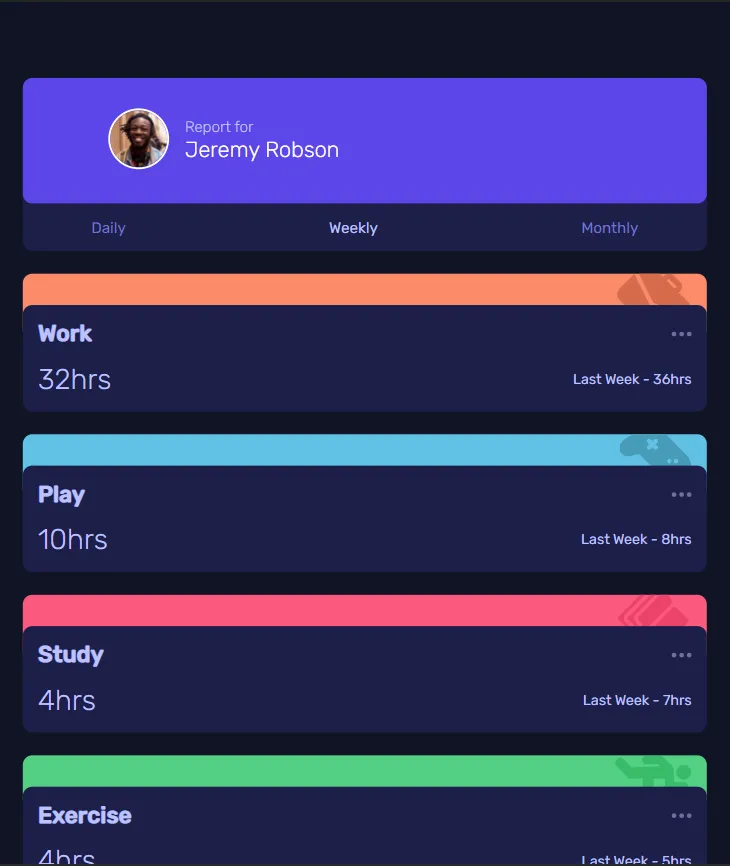 Report for
Jeremy Robson
Daily Weekly Monthly
Work
32hrs Last Week - 36hrs
Play
10hrs Last Week - 8hrs
Study
4hrs Last Week - 7hrs
Exercise
4hrs Last Week - 5hrs